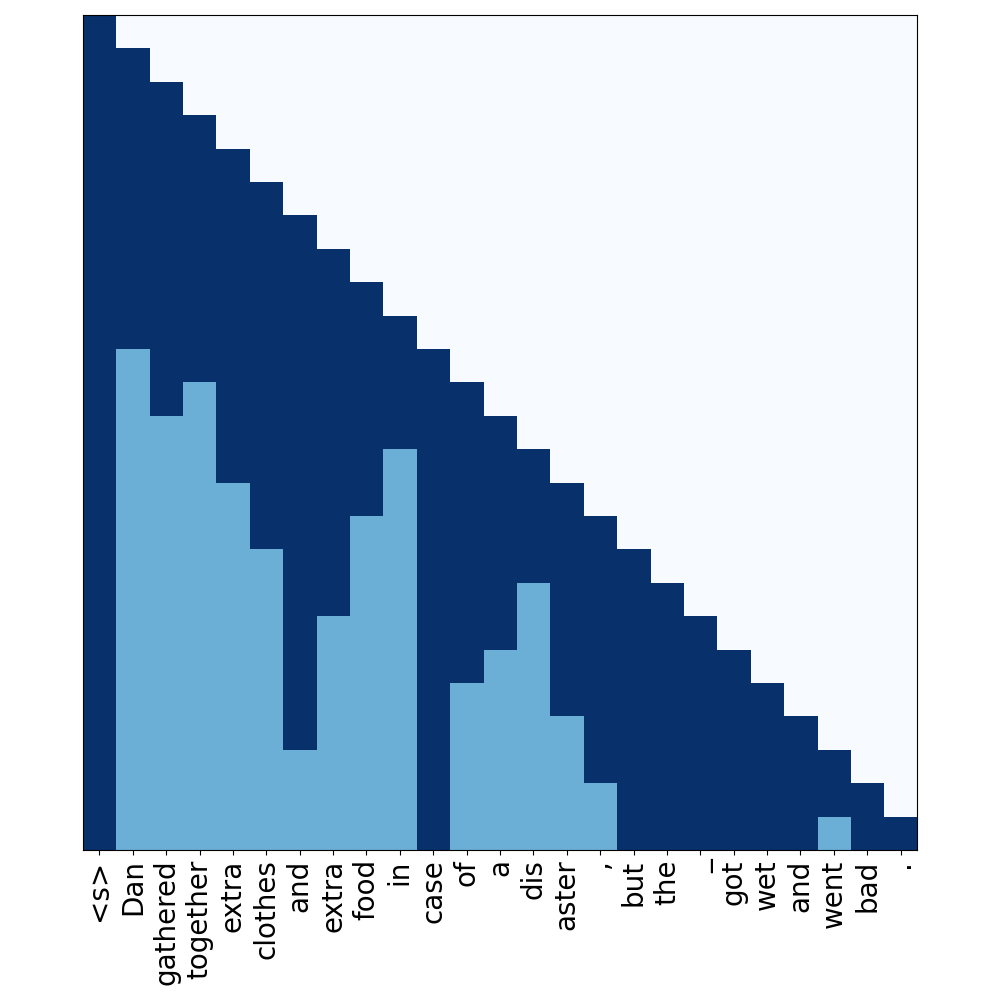 <s> Dan gathered together extra clothes and extra food in case of a dis aster , but the _ got wet and went bad .